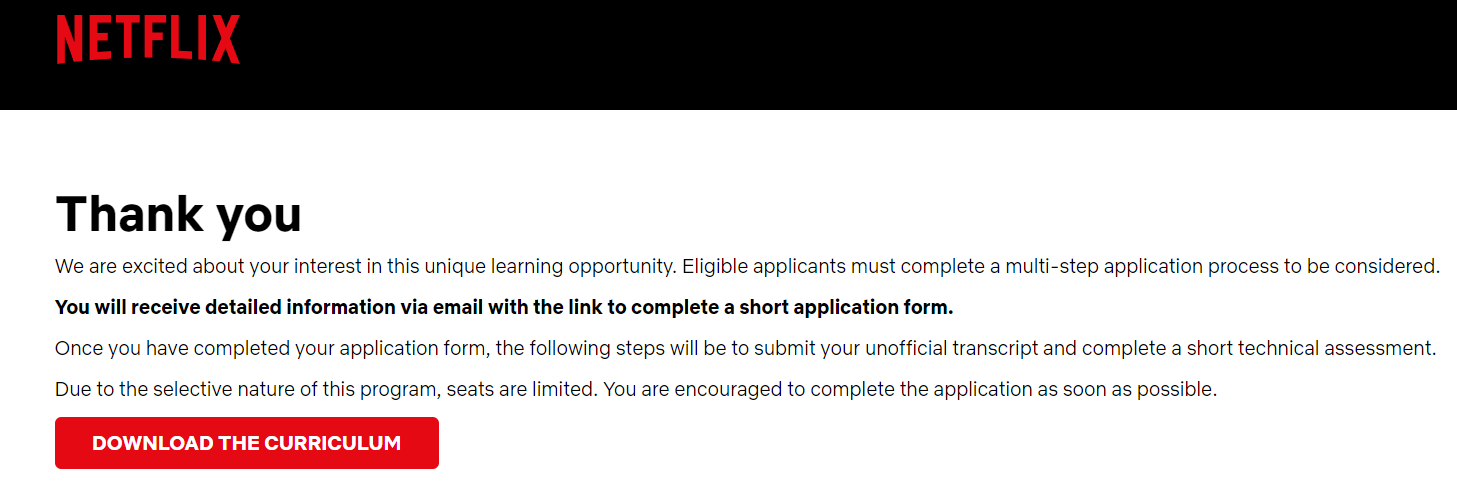 NETFLIX
Thank you
We are excited about your interest in this unique learning opportunity. Eligible applicants must complete a multi-step application process to be considered.
You will receive detailed information via email with the link to complete a short application form.
Once you have completed your application form, the following steps will be to submit your unofficial transcript and complete a short technical assessment.
Due to the selective nature of this program, seats are limited. You are encouraged to complete the application as soon as possible.
DOWNLOAD THE CURRICULUM